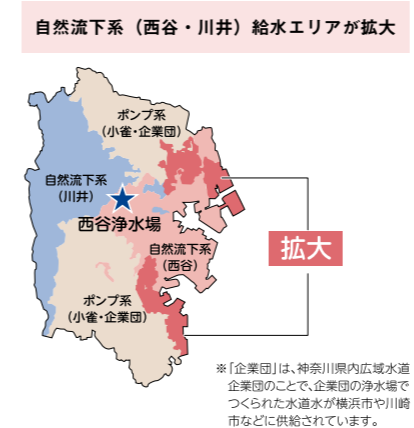 自然流下系（西谷・川井）給水エリアが拡大
ポンプ系
（小雀・企業団）
自然流下系
（川井）
西谷浄水場
自然流下系
（西谷）
拡大
ポンプ系
（小雀・企業団）
※「企業団」は、神奈川県内広域水道
企業団のことで、企業団の浄水場で
つくられた水道水が横浜市や川崎
市などに供給されています。